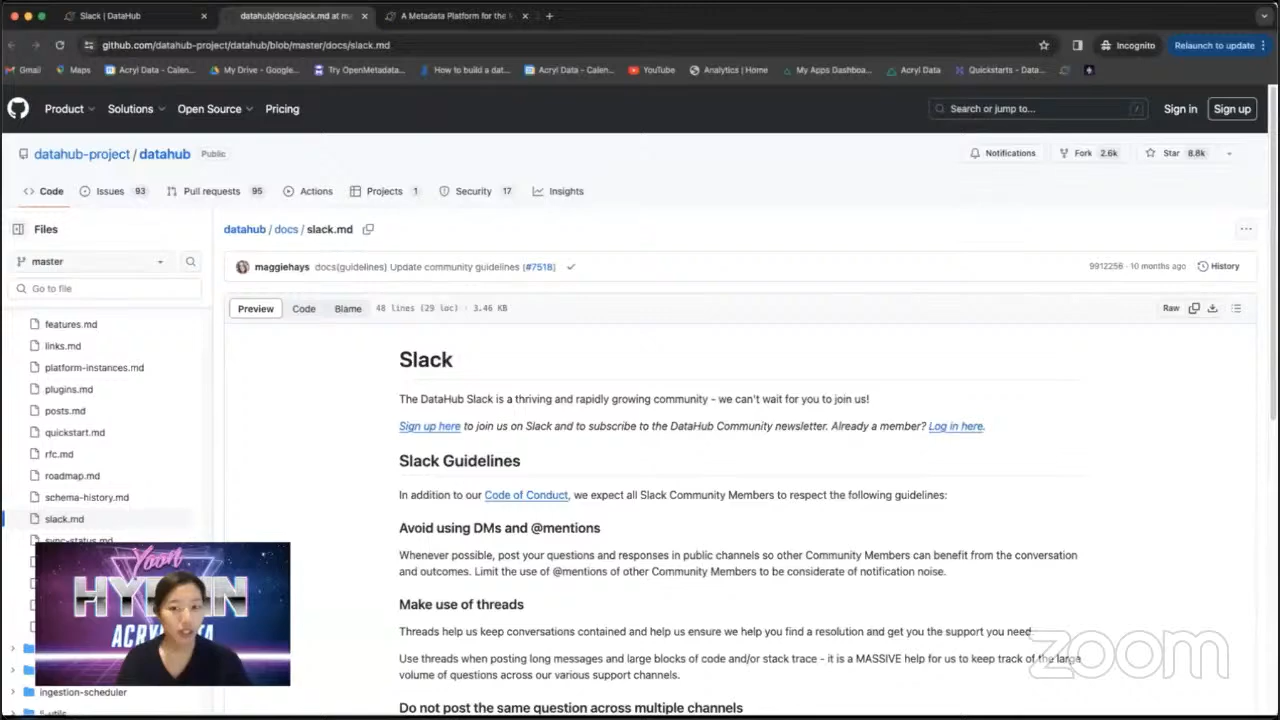 Slack | DataHub
datahub/docs/slack.md at ma
A Metadata Platform for the
github.com/datahub-project/datahub/blob/master/docs/slack.md
Incognito
Relaunch to update
Gmail
Maps
Acryl Data - Calen...
My Drive - Google...
Try OpenMetadata...
How to build a dat...
Acryl Data - Calen...
YouTube
Analytics | Home
My Apps Dashboa...
Acryl Data
Quickstarts - Data...
Product
Solutions
Open Source
Pricing
Search or jump to...
/
Sign in
Sign up
datahub-project / datahub
Public
Notifications
Fork 2.6k
Star 8.8k
Code
Issues 93
Pull requests 95
Actions
Projects 1
Security 17
Insights
Files
master
Go to file
features.md
links.md
platform-instances.md
plugins.md
posts.md
quickstart.md
rfc.md
roadmap.md
schema-history.md
slack.md
sync-status.md
ingestion-scheduler
datahub / docs / slack.md
maggiehays docs(guidelines) Update community guidelines (#7518)
9912256 · 10 months ago
History
Preview
Code
Blame
48 lines (29 loc) · 3.46 KB
Raw
Slack
The DataHub Slack is a thriving and rapidly growing community - we can't wait for you to join us!
Sign up here to join us on Slack and to subscribe to the DataHub Community newsletter. Already a member? Log in here.
Slack Guidelines
In addition to our Code of Conduct, we expect all Slack Community Members to respect the following guidelines:
Avoid using DMs and @mentions
Whenever possible, post your questions and responses in public channels so other Community Members can benefit from the conversation
and outcomes. Limit the use of @mentions of other Community Members to be considerate of notification noise.
Make use of threads
Threads help us keep conversations contained and help us ensure we help you find a resolution and get you the support you need.
Use threads when posting long messages and large blocks of code and/or stack trace - it is a MASSIVE help for us to keep track of the large
volume of questions across our various support channels.
Do not post the same question across multiple channels
Yoon
zoom